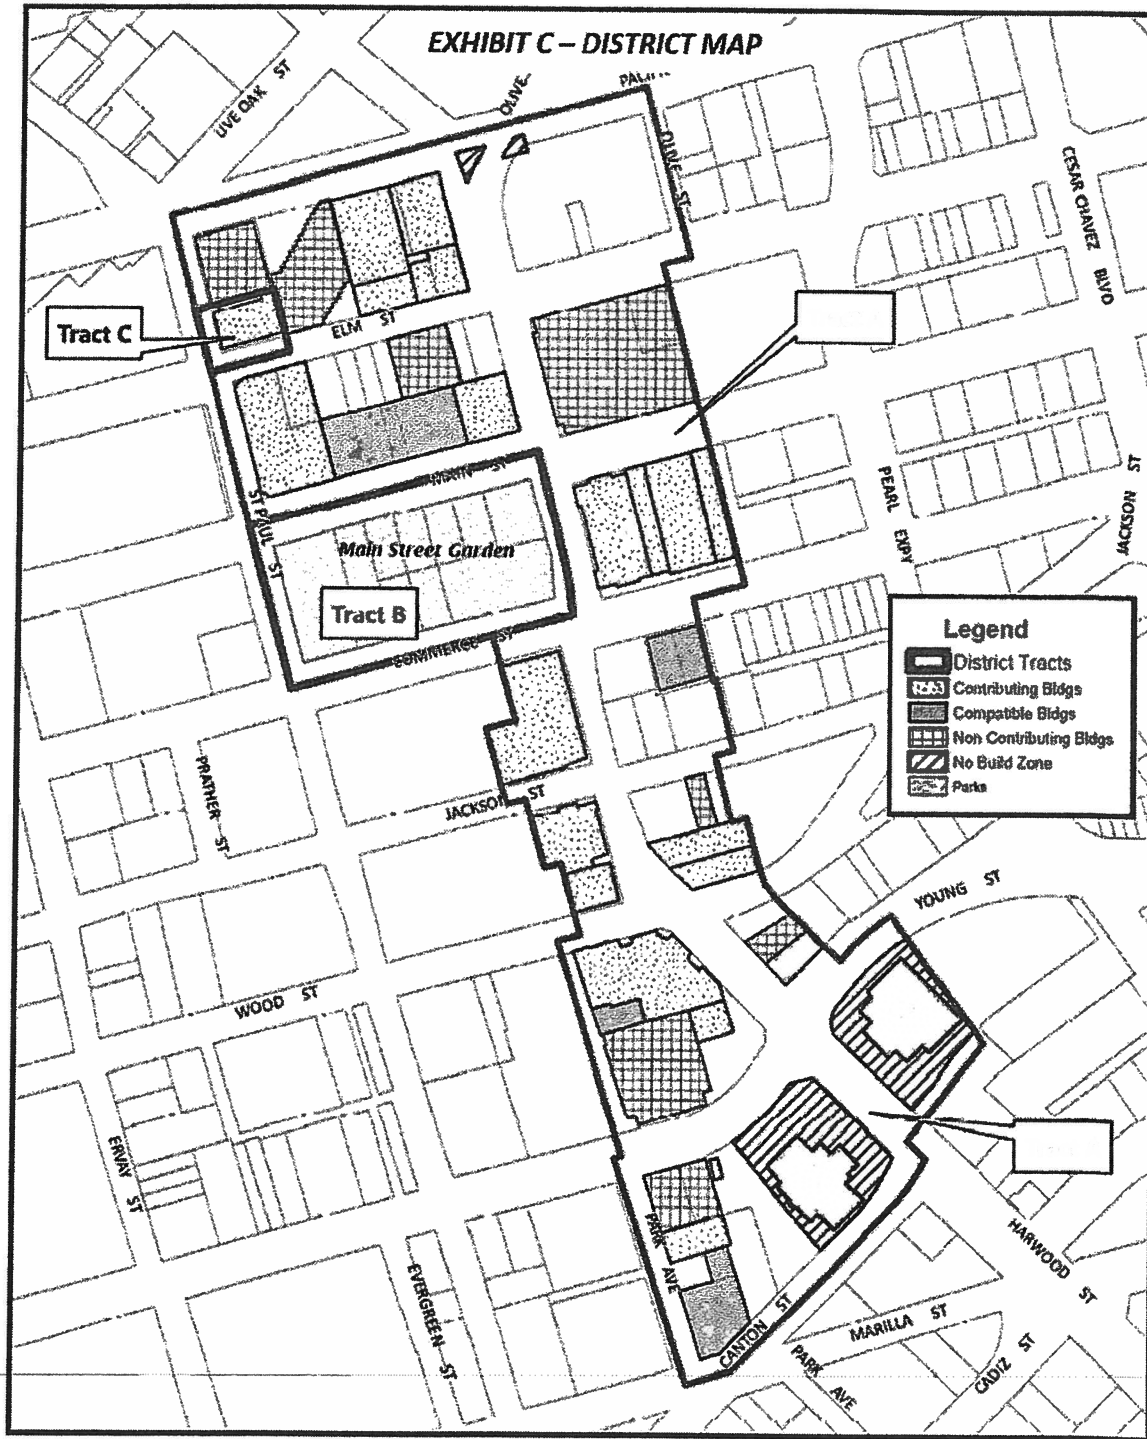 EXHIBIT C – DISTRICT MAP
LIVE OAK ST
OLIVE
OLIVE ST
CESAR CHAVEZ BLVD
Tract C
ELM ST
MAIN ST
ST PAUL ST
Main Street Garden
Tract B
COMMERCE ST
PEARL EXPY
JACKSON ST
Legend
District Tracts
Contributing Bldgs
Compatible Bldgs
Non Contributing Bldgs
No Build Zone
Parks
PRATHER ST
JACKSON ST
YOUNG ST
WOOD ST
ERVAY ST
PARK AVE
EVERGREEN ST
CANTON ST
HARWOOD ST
MARILLA ST
PARK AVE
CADIZ ST